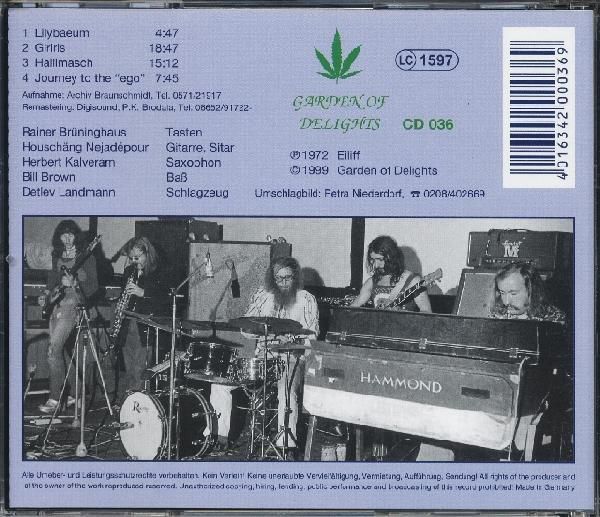 1 Lilybaeum 4:47
2 Girlris 18:47
3 Hallimasch 15:12
4 Journey to the "ego" 7:45
Aufnahme: Archiv Braunschmidt, Tel. 0571/21917
Remastering: Digisound, P.K. Brodala, Tel. 06652/91722-
Rainer Brüninghaus Tasten
Houschäng Nejadépour Gitarre, Sitar
Herbert Kalveram Saxophon
Bill Brown Baß
Detlev Landmann Schlagzeug
LC 1597
GARDEN OF
DELIGHTS CD 036
℗1972 Eiliff
℗©1999 Garden of Delights
Umschlagbild: Petra Niederdorf, ☎ 0208/402669
4 016342 000369
M
HAMMOND
Alle Urheber- und Leistungsschutzrechte vorbehalten. Kein Verleih! Keine unerlaubte Vervielfältigung, Vermietung, Aufführung, Sendung! All rights of the producer and
of the owner of the work reproduced reserved. Unauthorized copying, hiring, lending, public performance and broadcasting of this record prohibited! Made in Germany